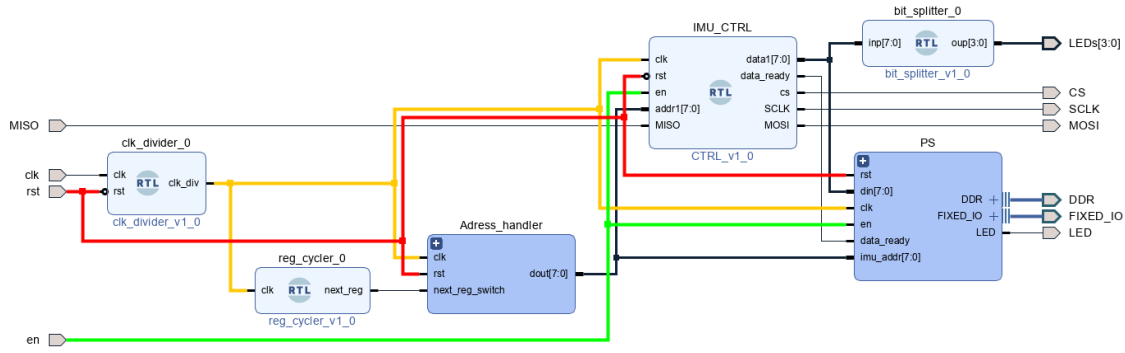 bit_splitter_0
inp[7:0]
RTL
oup[3:0]
bit_splitter_v1_0
LEDs[3:0]
IMU_CTRL
clk
rst
en
addr1[7:0]
MISO
RTL
data1[7:0]
data_ready
cs
SCLK
MOSI
CTRL_v1_0
CS
SCLK
MOSI
MISO
clk
rst
clk_divider_0
clk
rst
RTL
clk_div
clk_divider_v1_0
PS
rst
din[7:0]
clk
en
data_ready
imu_addr[7:0]
DDR
FIXED_IO
LED
DDR
FIXED_IO
LED
Adress_handler
clk
rst
next_reg_switch
dout[7:0]
reg_cycler_0
clk
RTL
next_reg
reg_cycler_v1_0
en